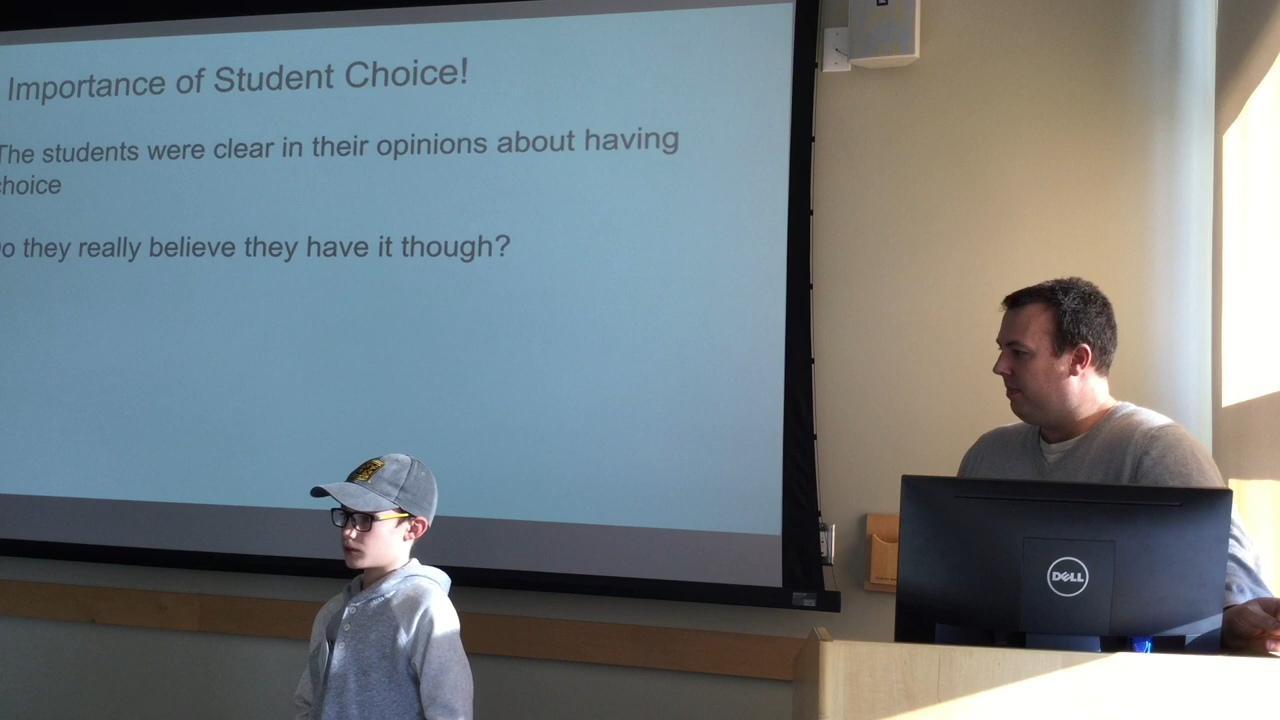 Importance of Student Choice!
The students were clear in their opinions about having
choice
they really believe they have it though?
DELL